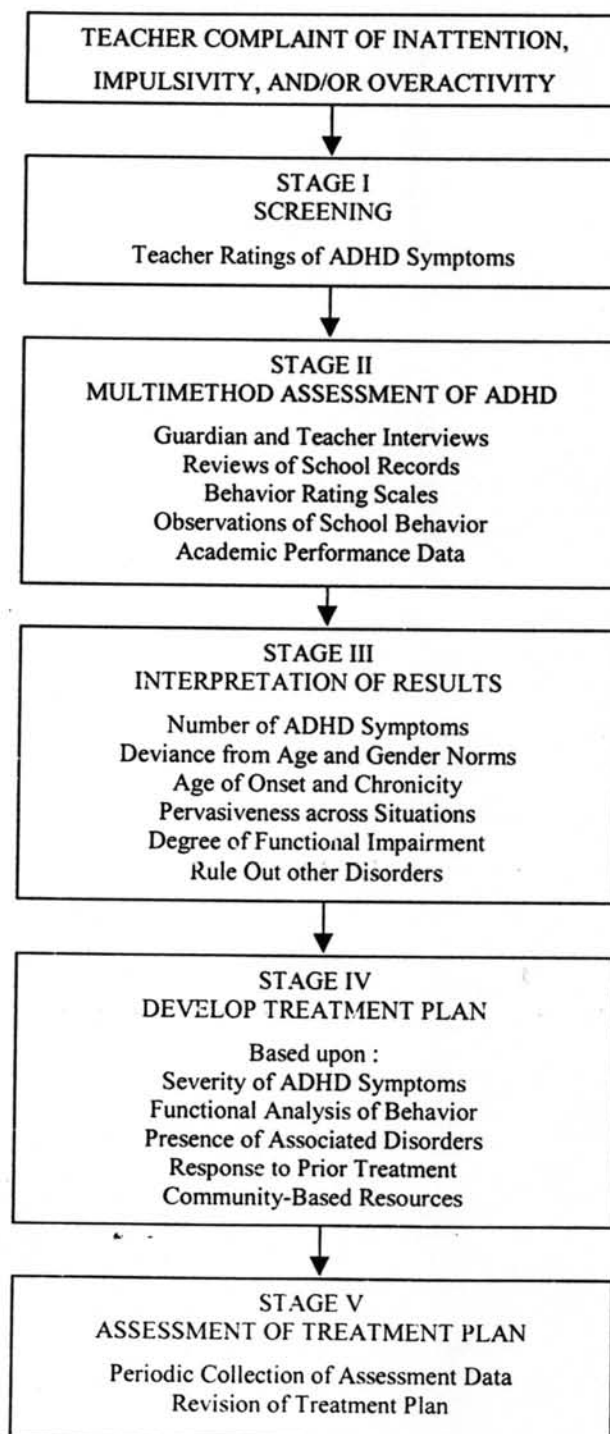 TEACHER COMPLAINT OF INATTENTION,
IMPULSIVITY, AND/OR OVERACTIVITY
STAGE I
SCREENING
Teacher Ratings of ADHD Symptoms
STAGE II
MULTIMETHOD ASSESSMENT OF ADHD
Guardian and Teacher Interviews
Reviews of School Records
Behavior Rating Scales
Observations of School Behavior
Academic Performance Data
STAGE III
INTERPRETATION OF RESULTS
Number of ADHD Symptoms
Deviance from Age and Gender Norms
Age of Onset and Chronicity
Pervasiveness across Situations
Degree of Functional Impairment
Rule Out other Disorders
STAGE IV
DEVELOP TREATMENT PLAN
Based upon :
Severity of ADHD Symptoms
Functional Analysis of Behavior
Presence of Associated Disorders
Response to Prior Treatment
Community-Based Resources
STAGE V
ASSESSMENT OF TREATMENT PLAN
Periodic Collection of Assessment Data
Revision of Treatment Plan